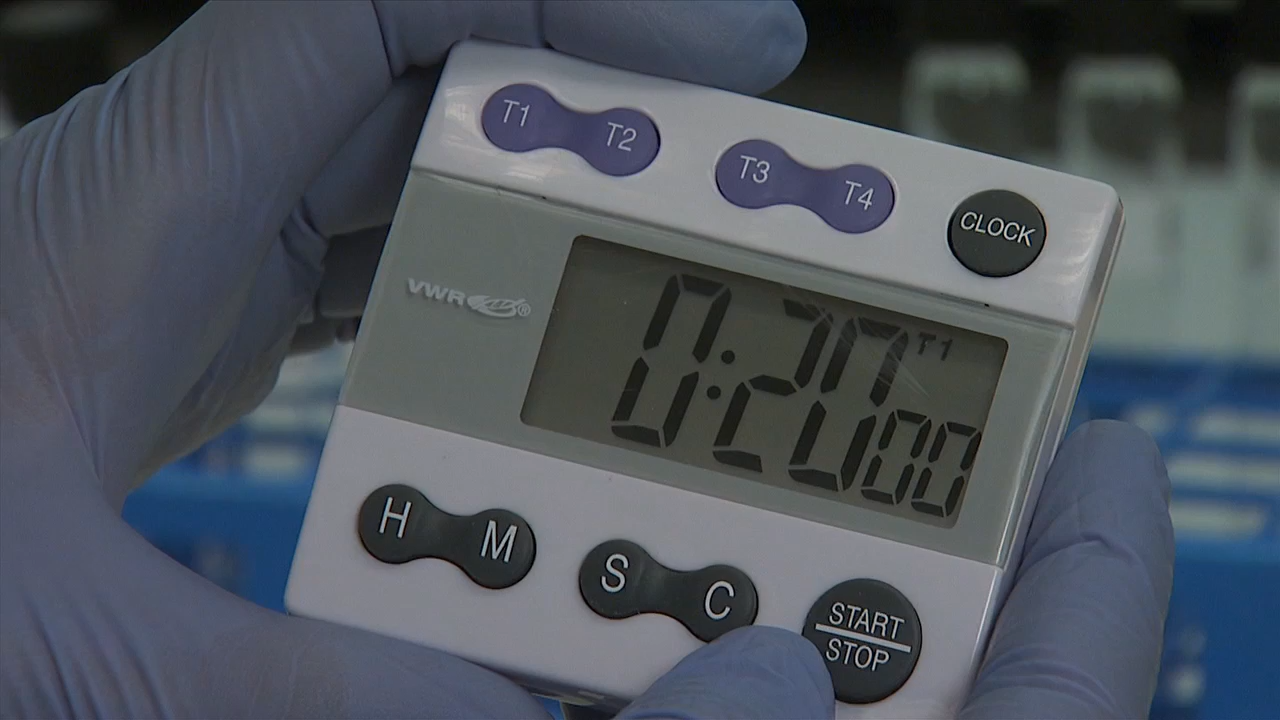 T1 T2 T3 T4 CLOCK
VWR®
T1
0:20 00
H M S C START
STOP